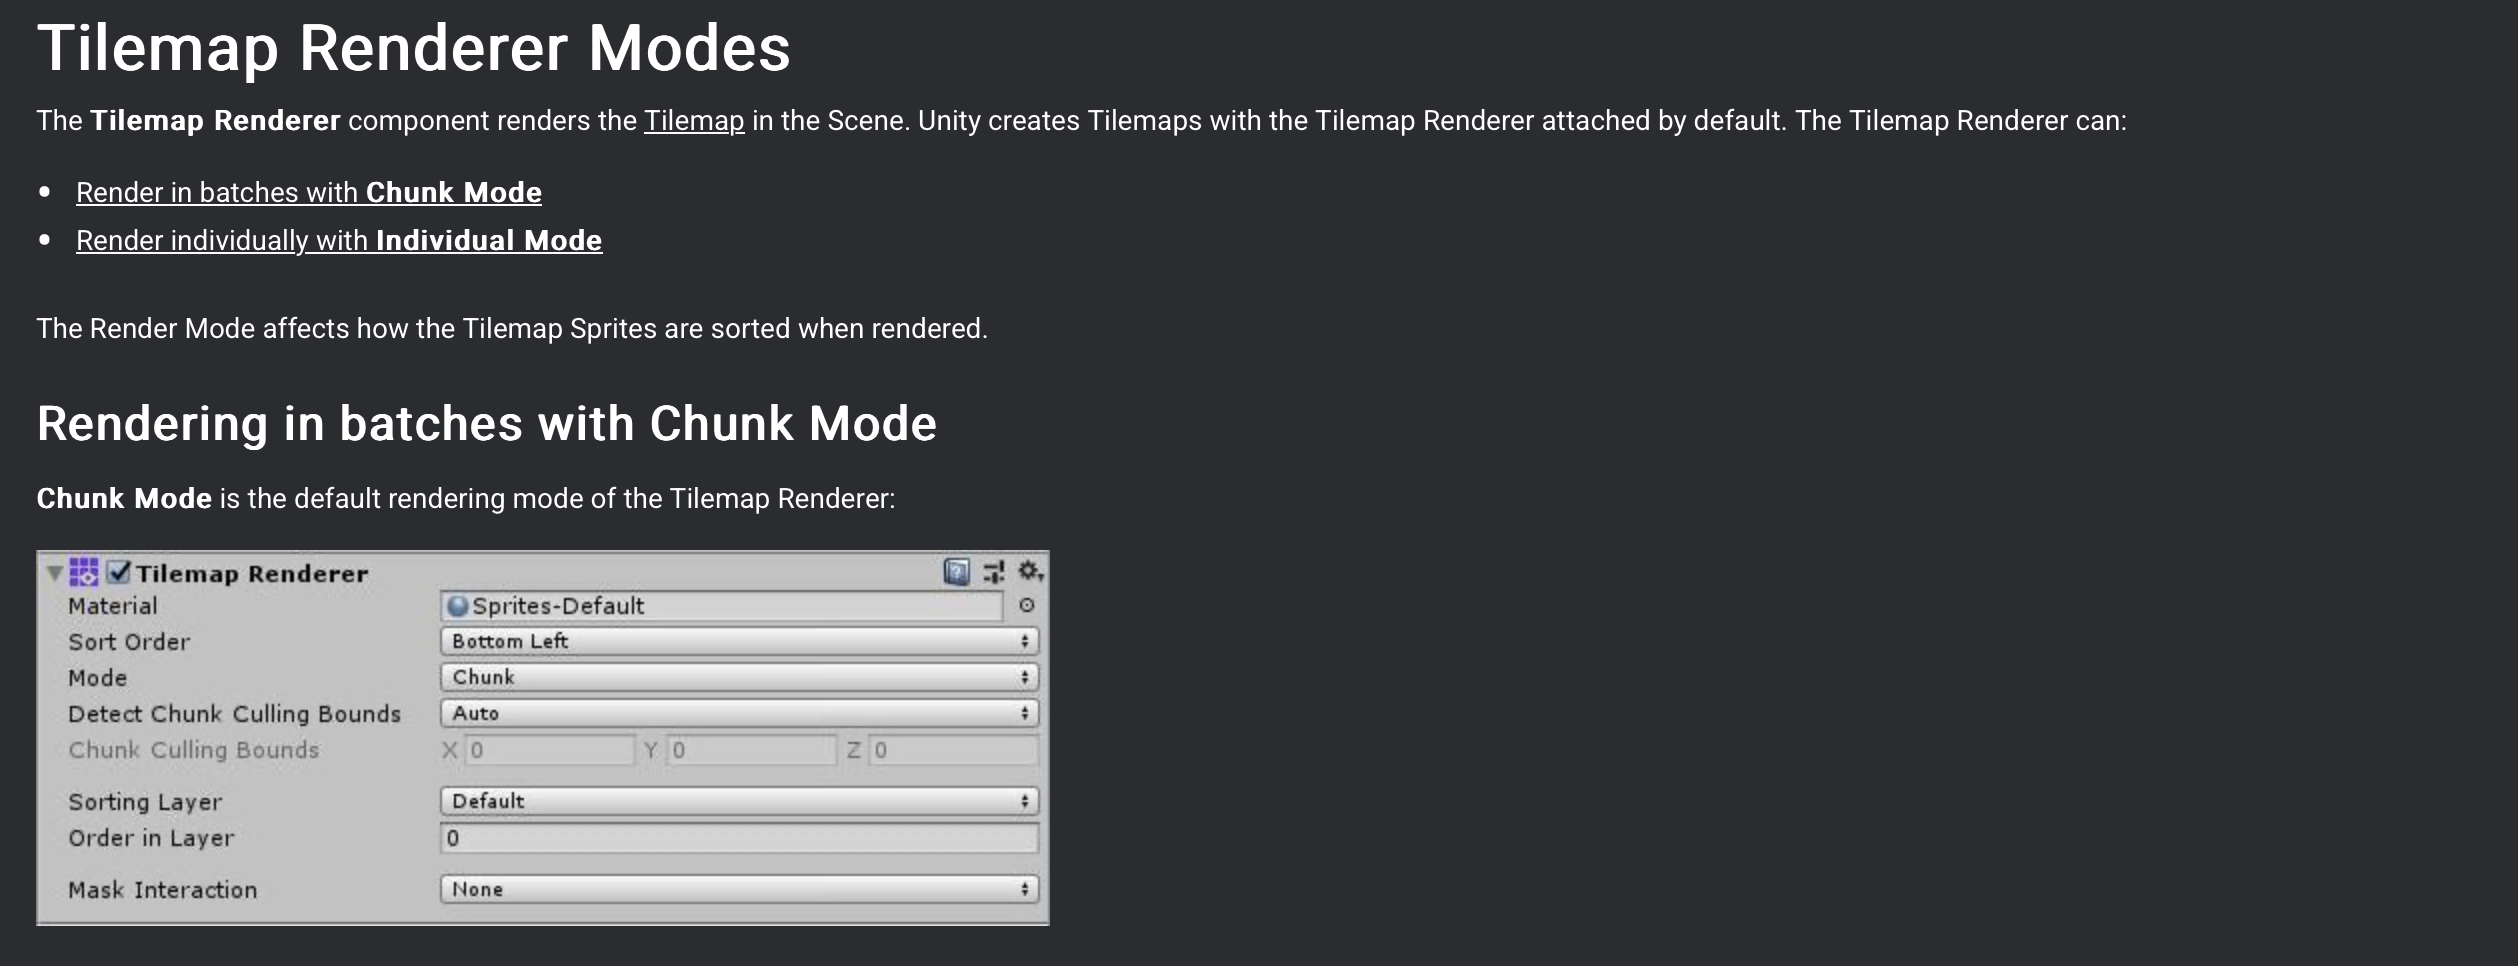 Tilemap Renderer Modes
The Tilemap Renderer component renders the Tilemap in the Scene. Unity creates Tilemaps with the Tilemap Renderer attached by default. The Tilemap Renderer can:
• Render in batches with Chunk Mode
• Render individually with Individual Mode
The Render Mode affects how the Tilemap Sprites are sorted when rendered.
Rendering in batches with Chunk Mode
Chunk Mode is the default rendering mode of the Tilemap Renderer:
Tilemap Renderer
Material Sprites-Default
Sort Order Bottom Left
Mode Chunk
Detect Chunk Culling Bounds Auto
Chunk Culling Bounds X 0 Y 0 Z 0
Sorting Layer Default
Order in Layer 0
Mask Interaction None